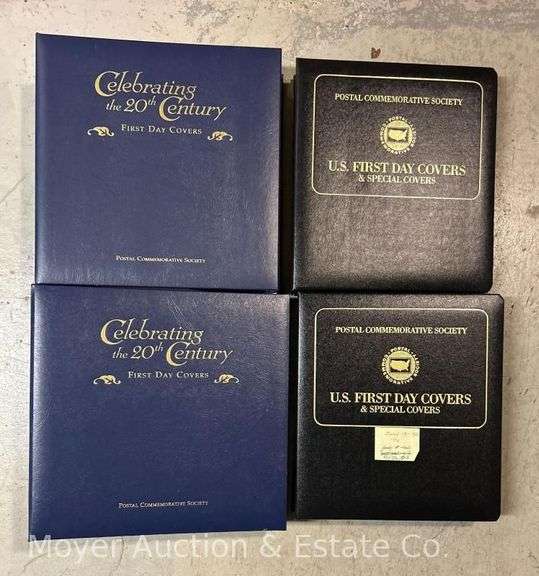 Celebrating
the 20th Century
FIRST DAY COVERS
POSTAL COMMEMORATIVE SOCIETY
POSTAL COMMEMORATIVE SOCIETY
U.S. FIRST DAY COVERS
& SPECIAL COVERS
Celebrating
the 20th Century
FIRST DAY COVERS
POSTAL COMMEMORATIVE SOCIETY
POSTAL COMMEMORATIVE SOCIETY
U.S. FIRST DAY COVERS
& SPECIAL COVERS
Moyer Auction & Estate Co.